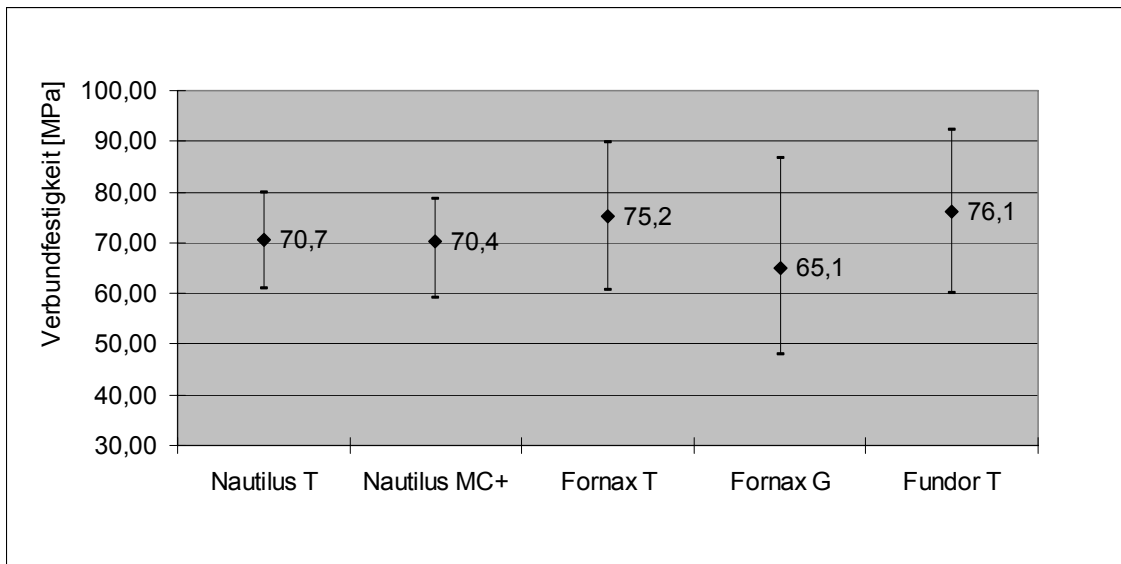 Verbundfestigkeit [MPa]
100,00
90,00
80,00
70,00
60,00
50,00
40,00
30,00
70,7
70,4
75,2
65,1
76,1
Nautilus T
Nautilus MC+
Fornax T
Fornax G
Fundor T